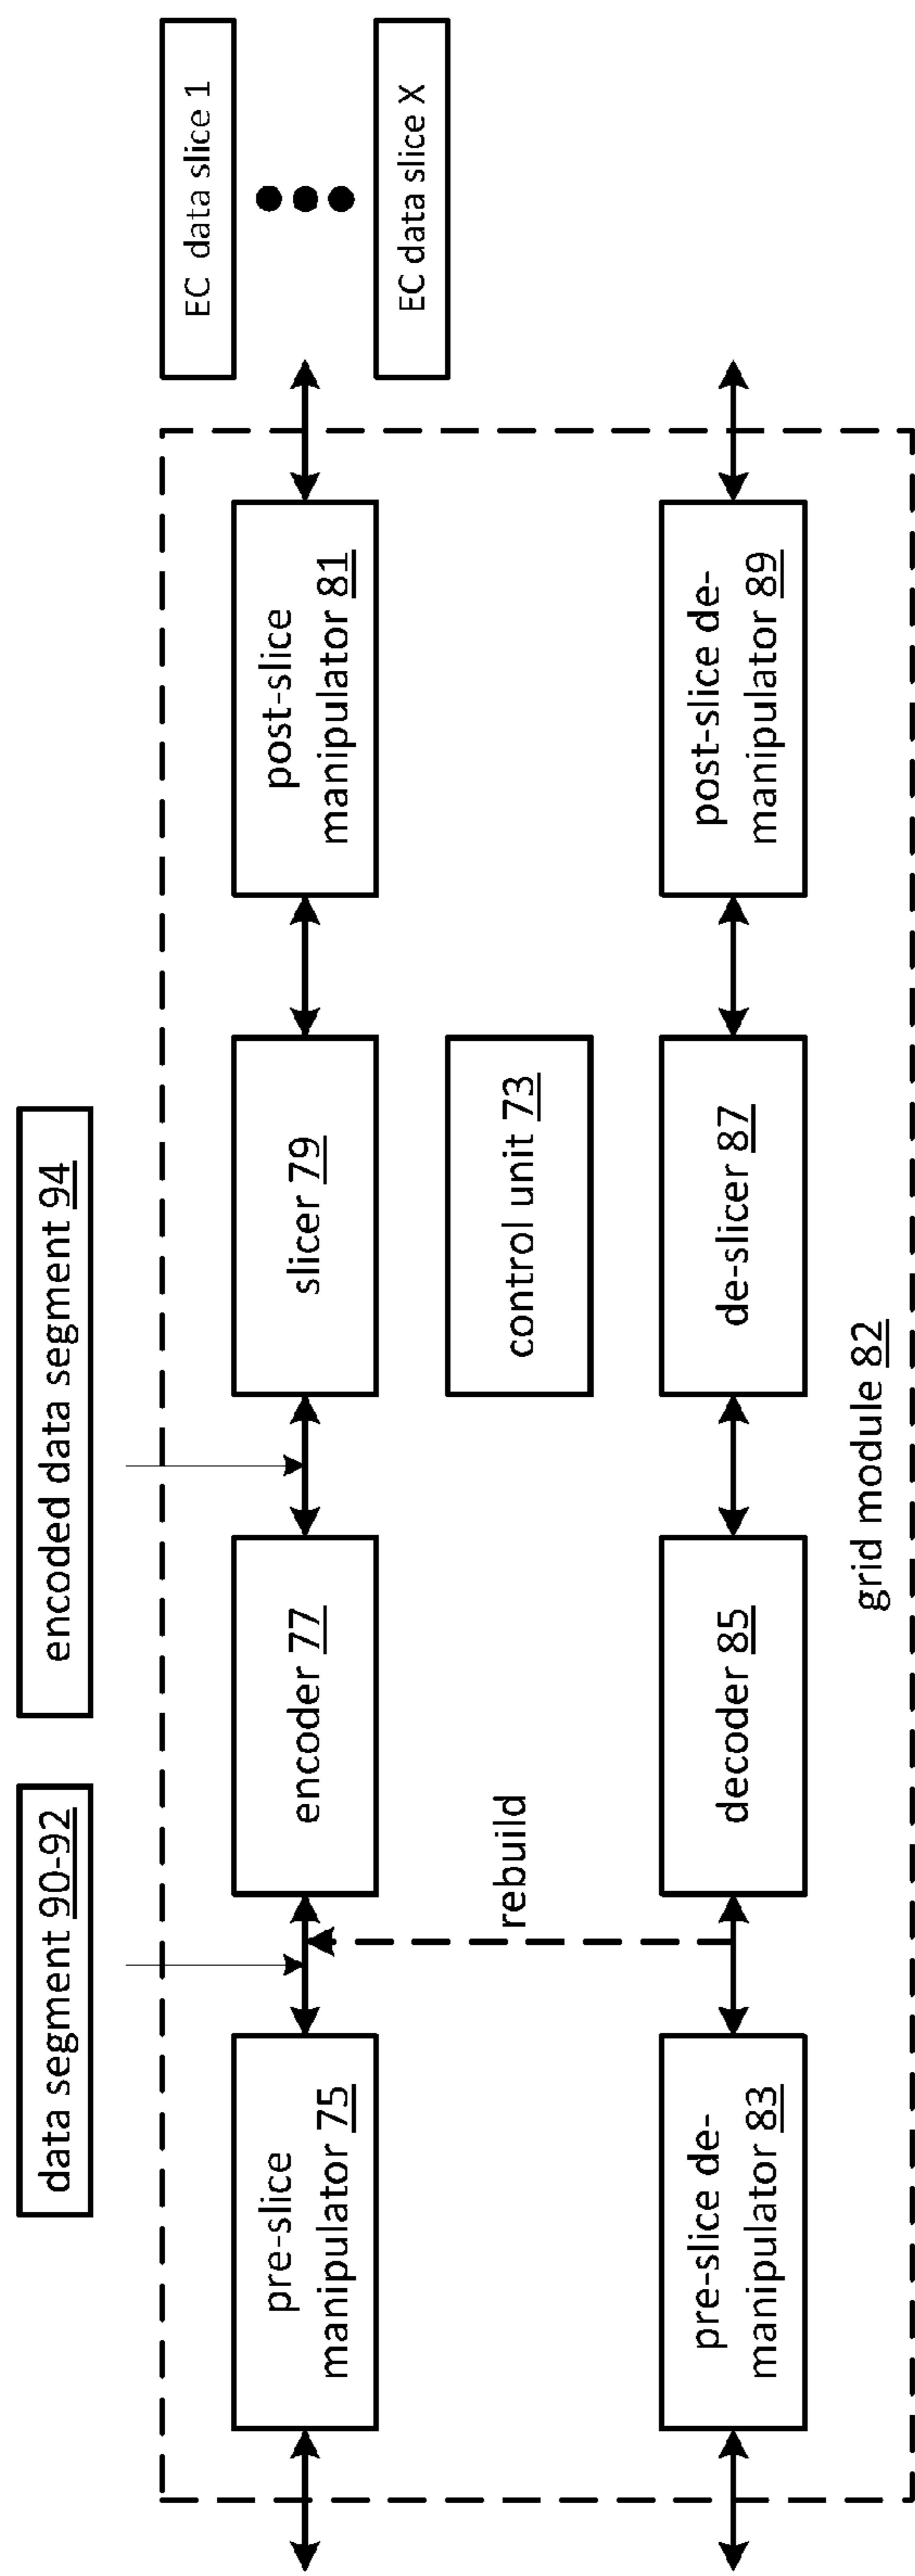 data segment 90-92
encoded data segment 94
EC data slice 1
EC data slice X
pre-slice
manipulator 75
encoder 77
slicer 79
post-slice
manipulator 81
rebuild
control unit 73
pre-slice de-
manipulator 83
decoder 85
de-slicer 87
post-slice de-
manipulator 89
grid module 82